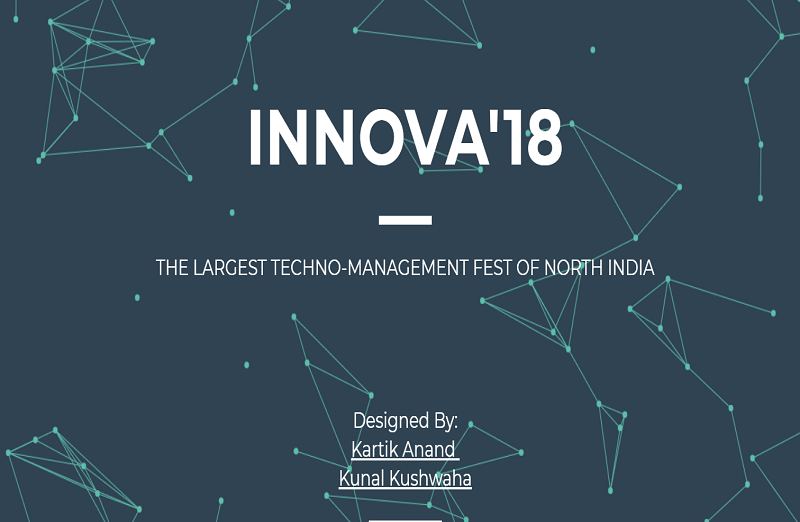 INNOVA'18
THE LARGEST TECHNO-MANAGEMENT FEST OF NORTH INDIA
Designed By:
Kartik Anand
Kunal Kushwaha